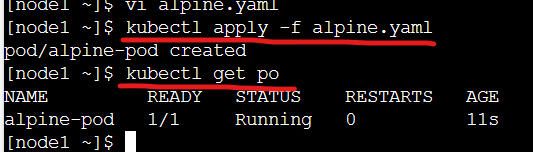 [node1 ~]$ vi alpine.yaml
[node1 ~]$ kubectl apply -f alpine.yaml
pod/alpine-pod created
[node1 ~]$ kubectl get po
NAME READY STATUS RESTARTS AGE
alpine-pod 1/1 Running 0 11s
[node1 ~]$